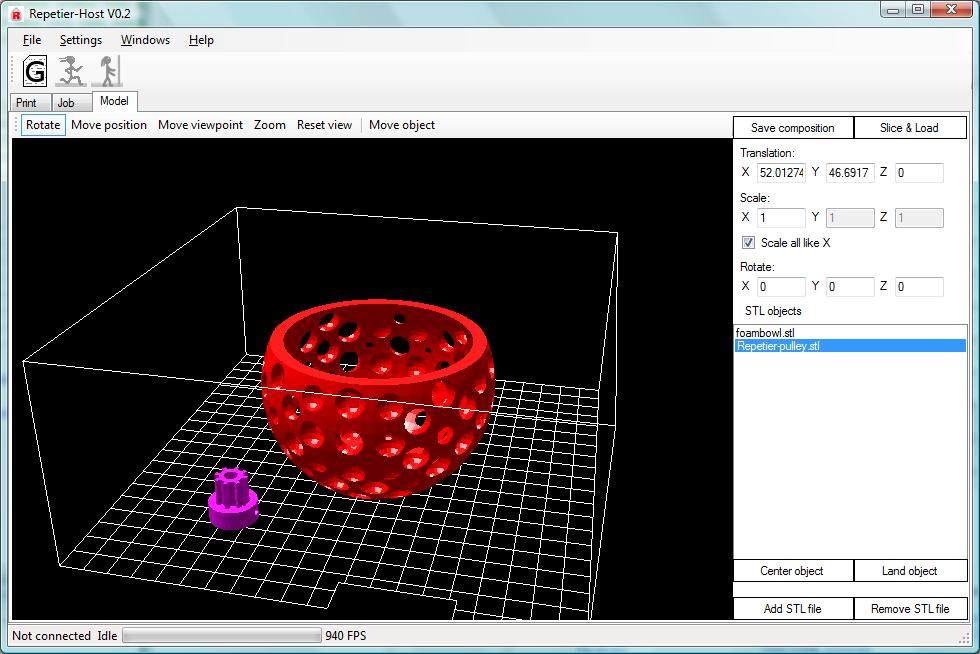 Repetier-Host V0.2
File Settings Windows Help
G
Print Job Model
Rotate Move position Move viewpoint Zoom Reset view Move object
Save composition Slice & Load
Translation:
X 52.01274 Y 46.6917 Z 0
Scale:
X 1 Y 1 Z 1
Scale all like X
Rotate:
X 0 Y 0 Z 0
STL objects
foambowl.stl
Repetier-pulley.stl
Center object Land object
Add STL file Remove STL file
Not connected Idle 940 FPS